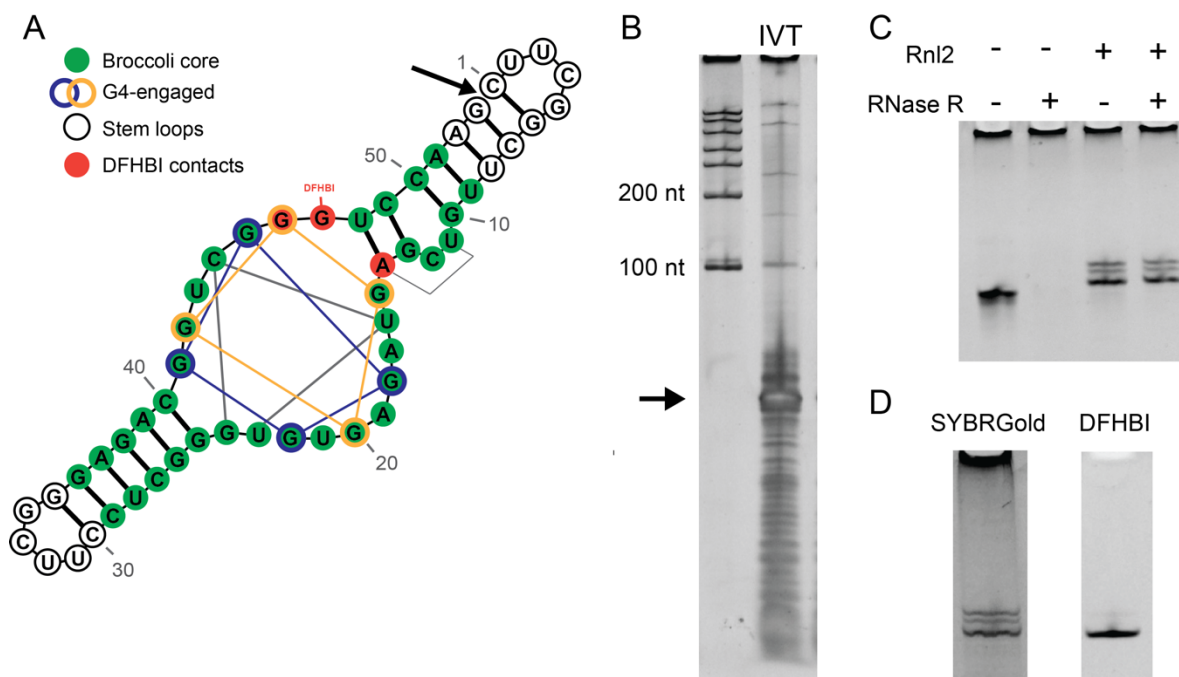 A
Broccoli core
G4-engaged
Stem loops
DFHBI contacts
DFHBI
1
10
20
30
40
50
C U U C G G C U U G U C G A G U A G A G U G U G G G C U C C U U C G G G A G A C G G U C G G G U C C A A G
B
IVT
200 nt
100 nt
C
Rnl2 - - + +
RNase R - + - +
D
SYBRGold DFHBI